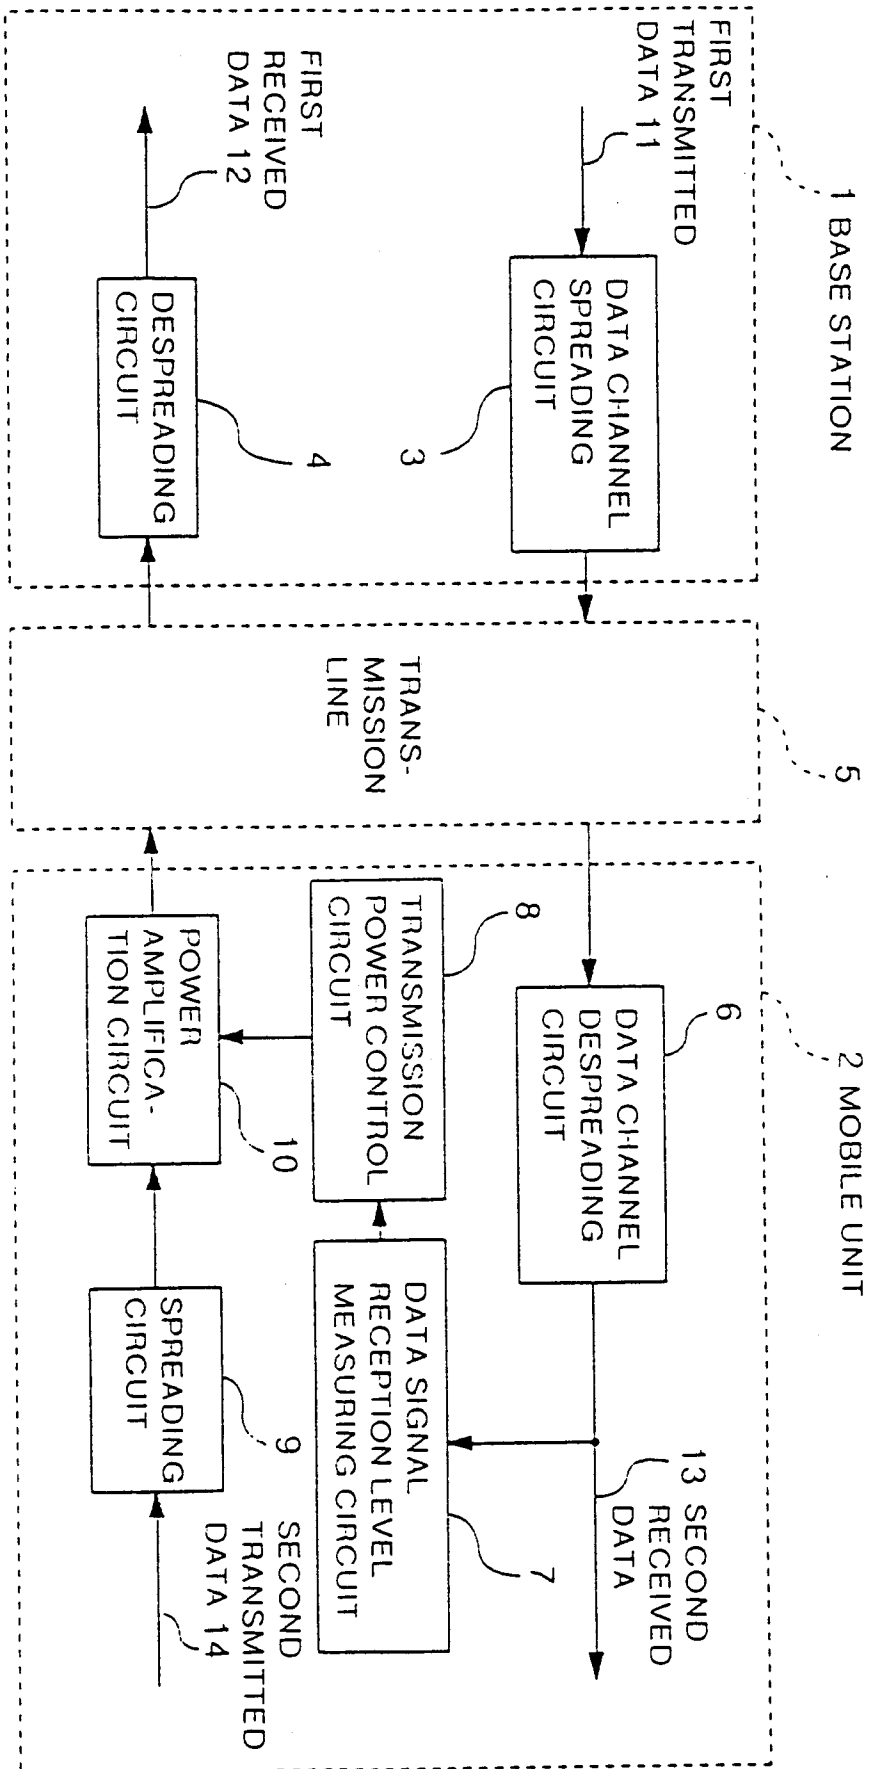 1 BASE STATION
FIRST
TRANSMITTED
DATA 11
DATA CHANNEL
SPREADING
CIRCUIT
3
FIRST
RECEIVED
DATA 12
DESPREADING
CIRCUIT
4
5
TRANS-
MISSION
LINE
2 MOBILE UNIT
6
DATA CHANNEL
DESPREADING
CIRCUIT
13 SECOND
RECEIVED
DATA
8
TRANSMISSION
POWER CONTROL
CIRCUIT
DATA SIGNAL
RECEPTION LEVEL
MEASURING CIRCUIT
7
POWER
AMPLIFICA-
TION CIRCUIT
10
SPREADING
CIRCUIT
9
SECOND
TRANSMITTED
DATA 14